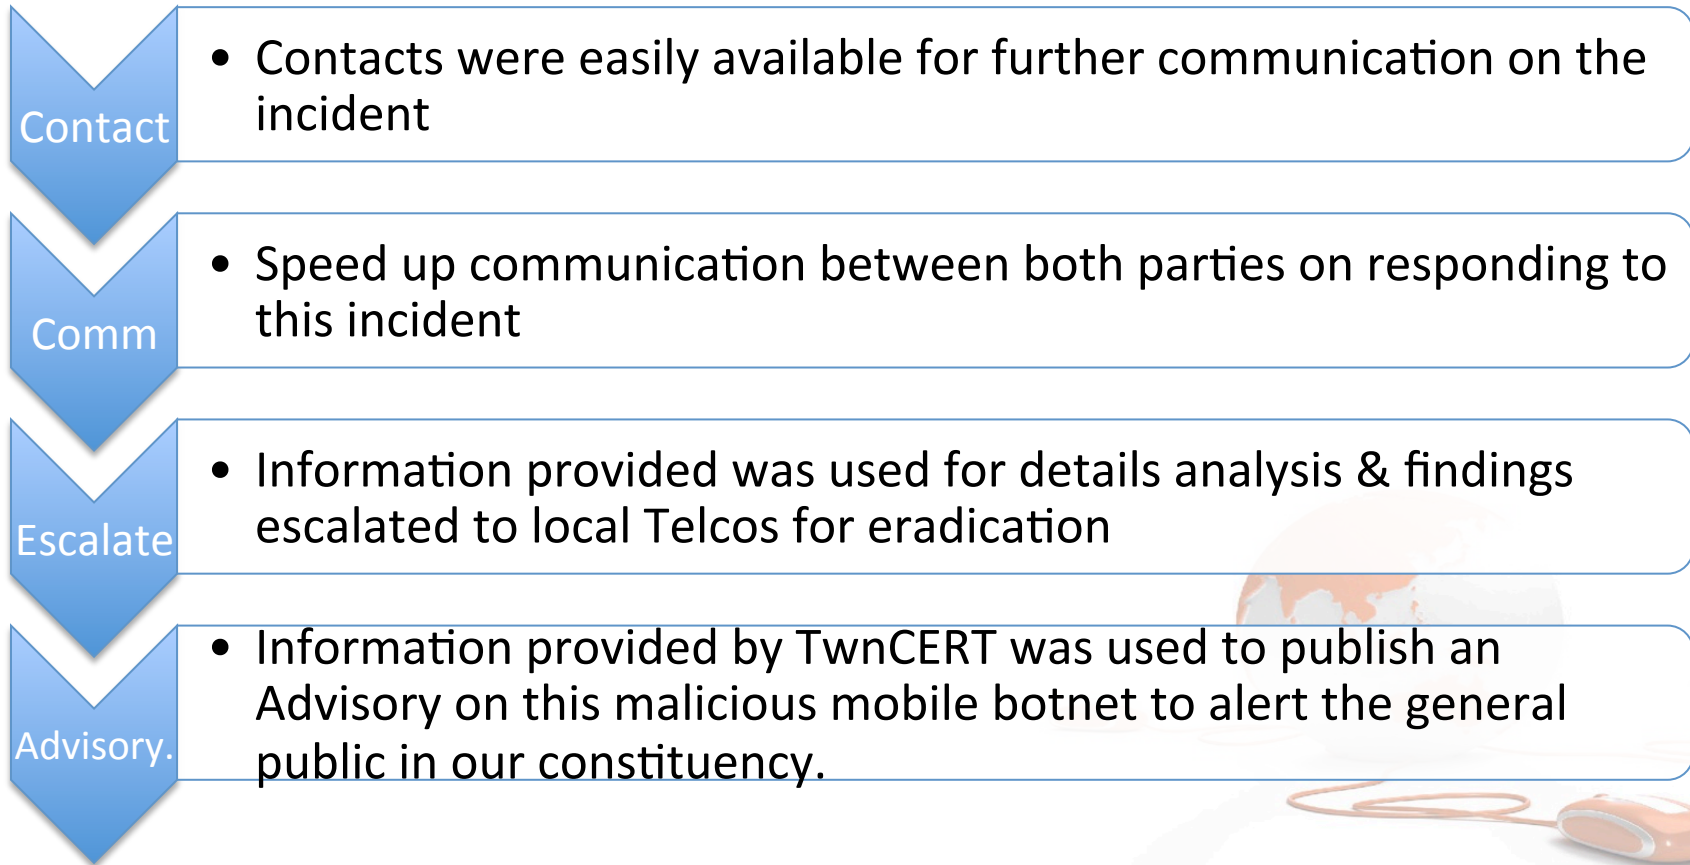 Contact
• Contacts were easily available for further communication on the
incident
Comm
• Speed up communication between both parties on responding to
this incident
Escalate
• Information provided was used for details analysis & findings
escalated to local Telcos for eradication
Advisory.
• Information provided by TwnCERT was used to publish an
Advisory on this malicious mobile botnet to alert the general
public in our constituency.